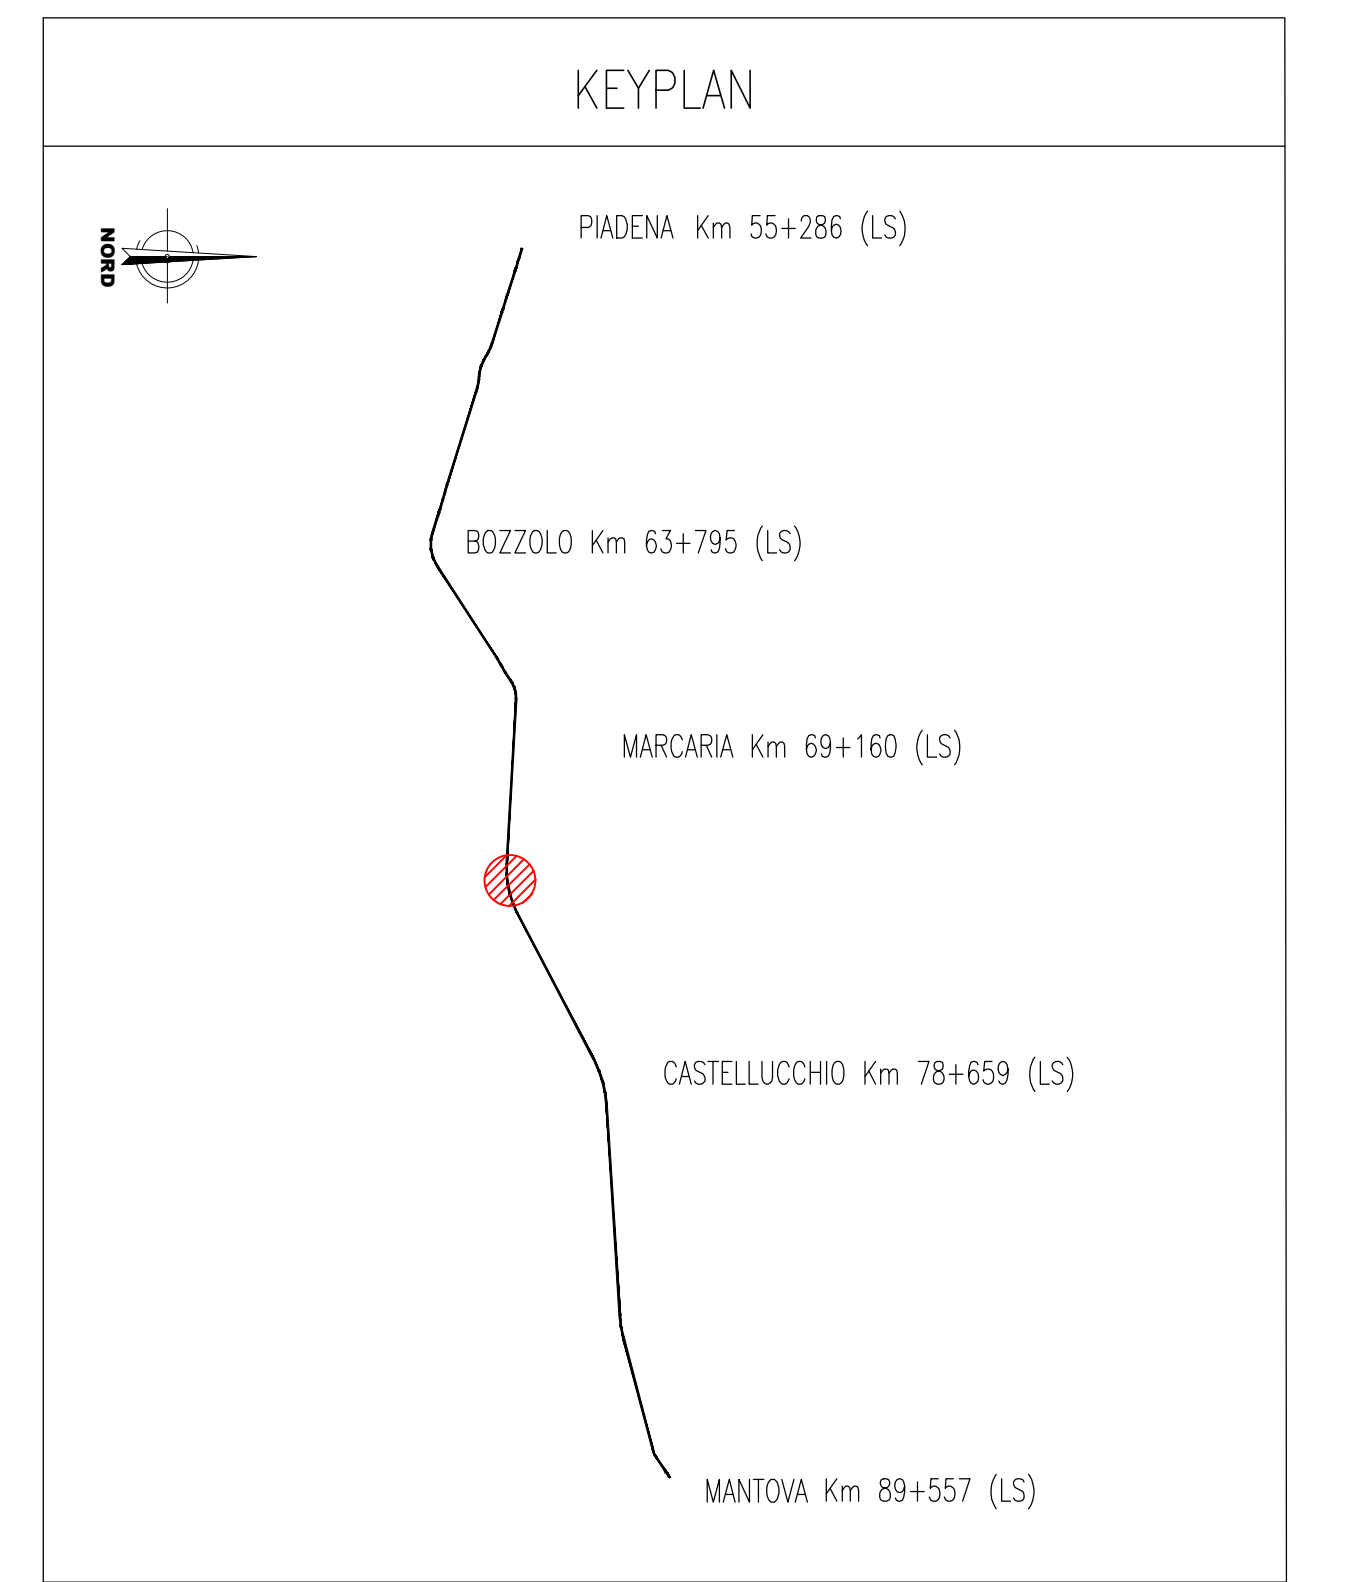 KEYPLAN
NORD
PIADENA Km 55+286 (LS)
BOZZOLO Km 63+795 (LS)
MARCARIA Km 69+160 (LS)
CASTELLUCCHIO Km 78+659 (LS)
MANTOVA Km 89+557 (LS)